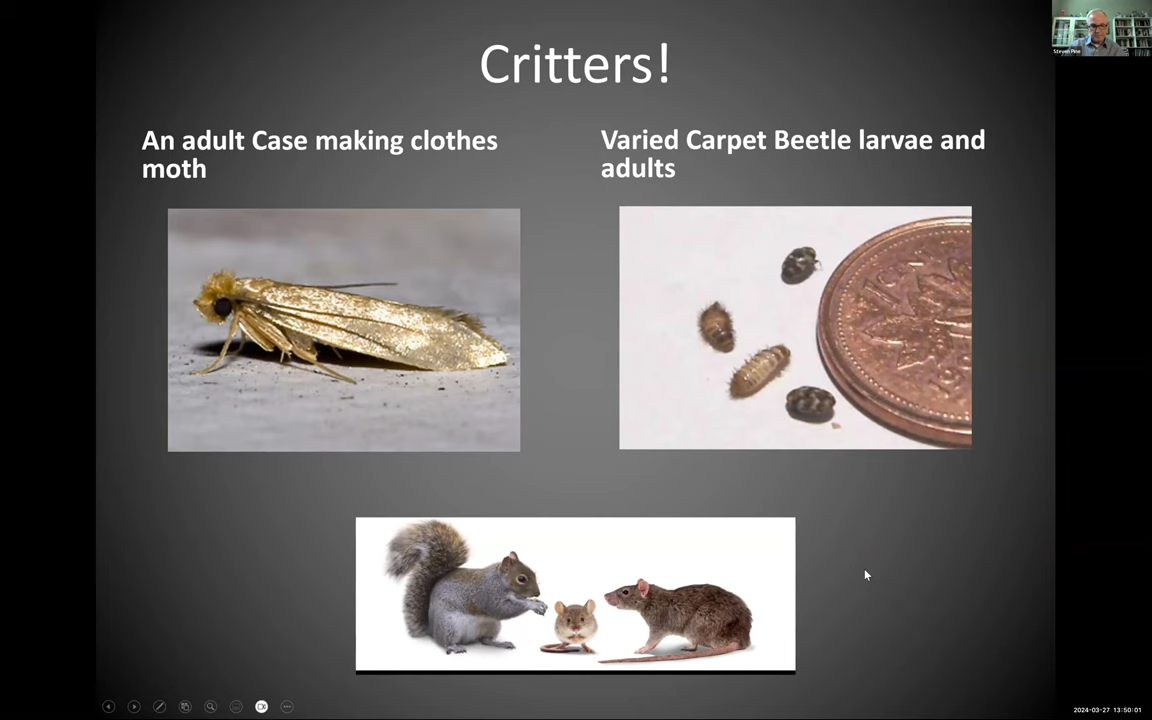 Critters!
An adult Case making clothes
moth
Varied Carpet Beetle larvae and
adults
Steven Pine
2024-03-27 13:50:01